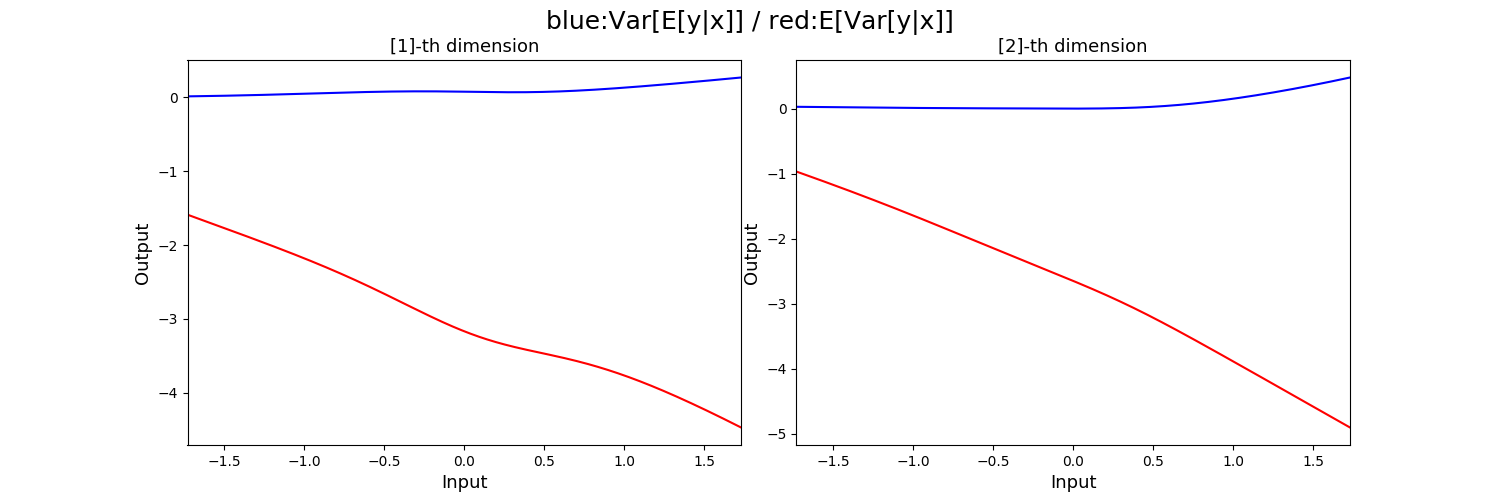 blue:Var[E[y|x]] / red:E[Var[y|x]]
[1]-th dimension
Output
0
−1
−2
−3
−4
−1.5 −1.0 −0.5 0.0 0.5 1.0 1.5
Input
[2]-th dimension
Output
0
−1
−2
−3
−4
−5
−1.5 −1.0 −0.5 0.0 0.5 1.0 1.5
Input